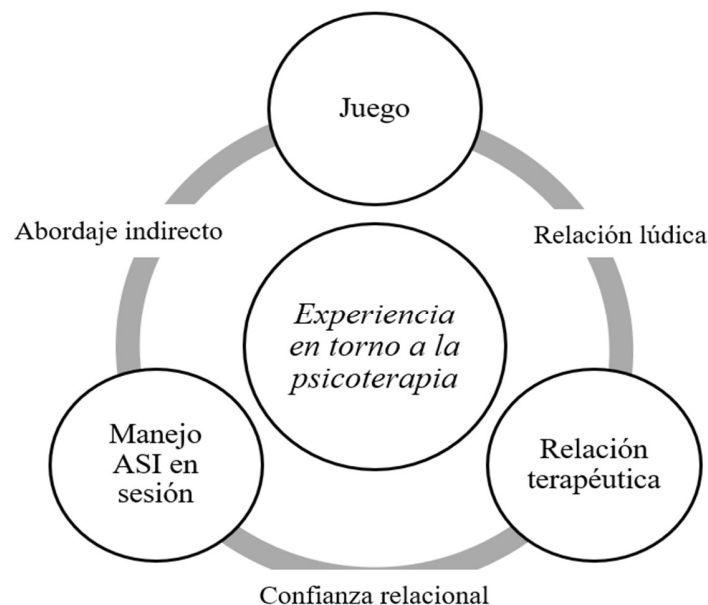 Juego
Abordaje indirecto
Relación lúdica
Experiencia
en torno a la
psicoterapia
Manejo
ASI en
sesión
Relación
terapéutica
Confianza relacional